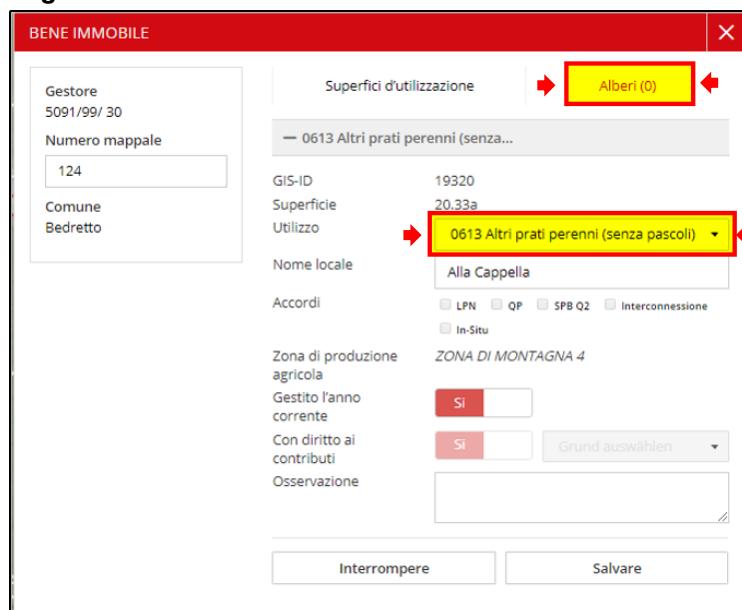 BENE IMMOBILE
Gestore
5091/99/ 30
Numero mappale
124
Comune
Bedretto
Superfici d'utilizzazione
Alberi (0)
0613 Altri prati perenni (senza...
GIS-ID 19320
Superficie 20.33a
Utilizzo 0613 Altri prati perenni (senza pascoli)
Nome locale Alla Cappella
Accordi LPN QP SPB Q2 Interconnessione
In-Situ
Zona di produzione ZONA DI MONTAGNA 4
agricola
Gestito l'anno Si
corrente
Con diritto ai Si Grund auswählen
contributi
Osservazione
Interrompere Salvare